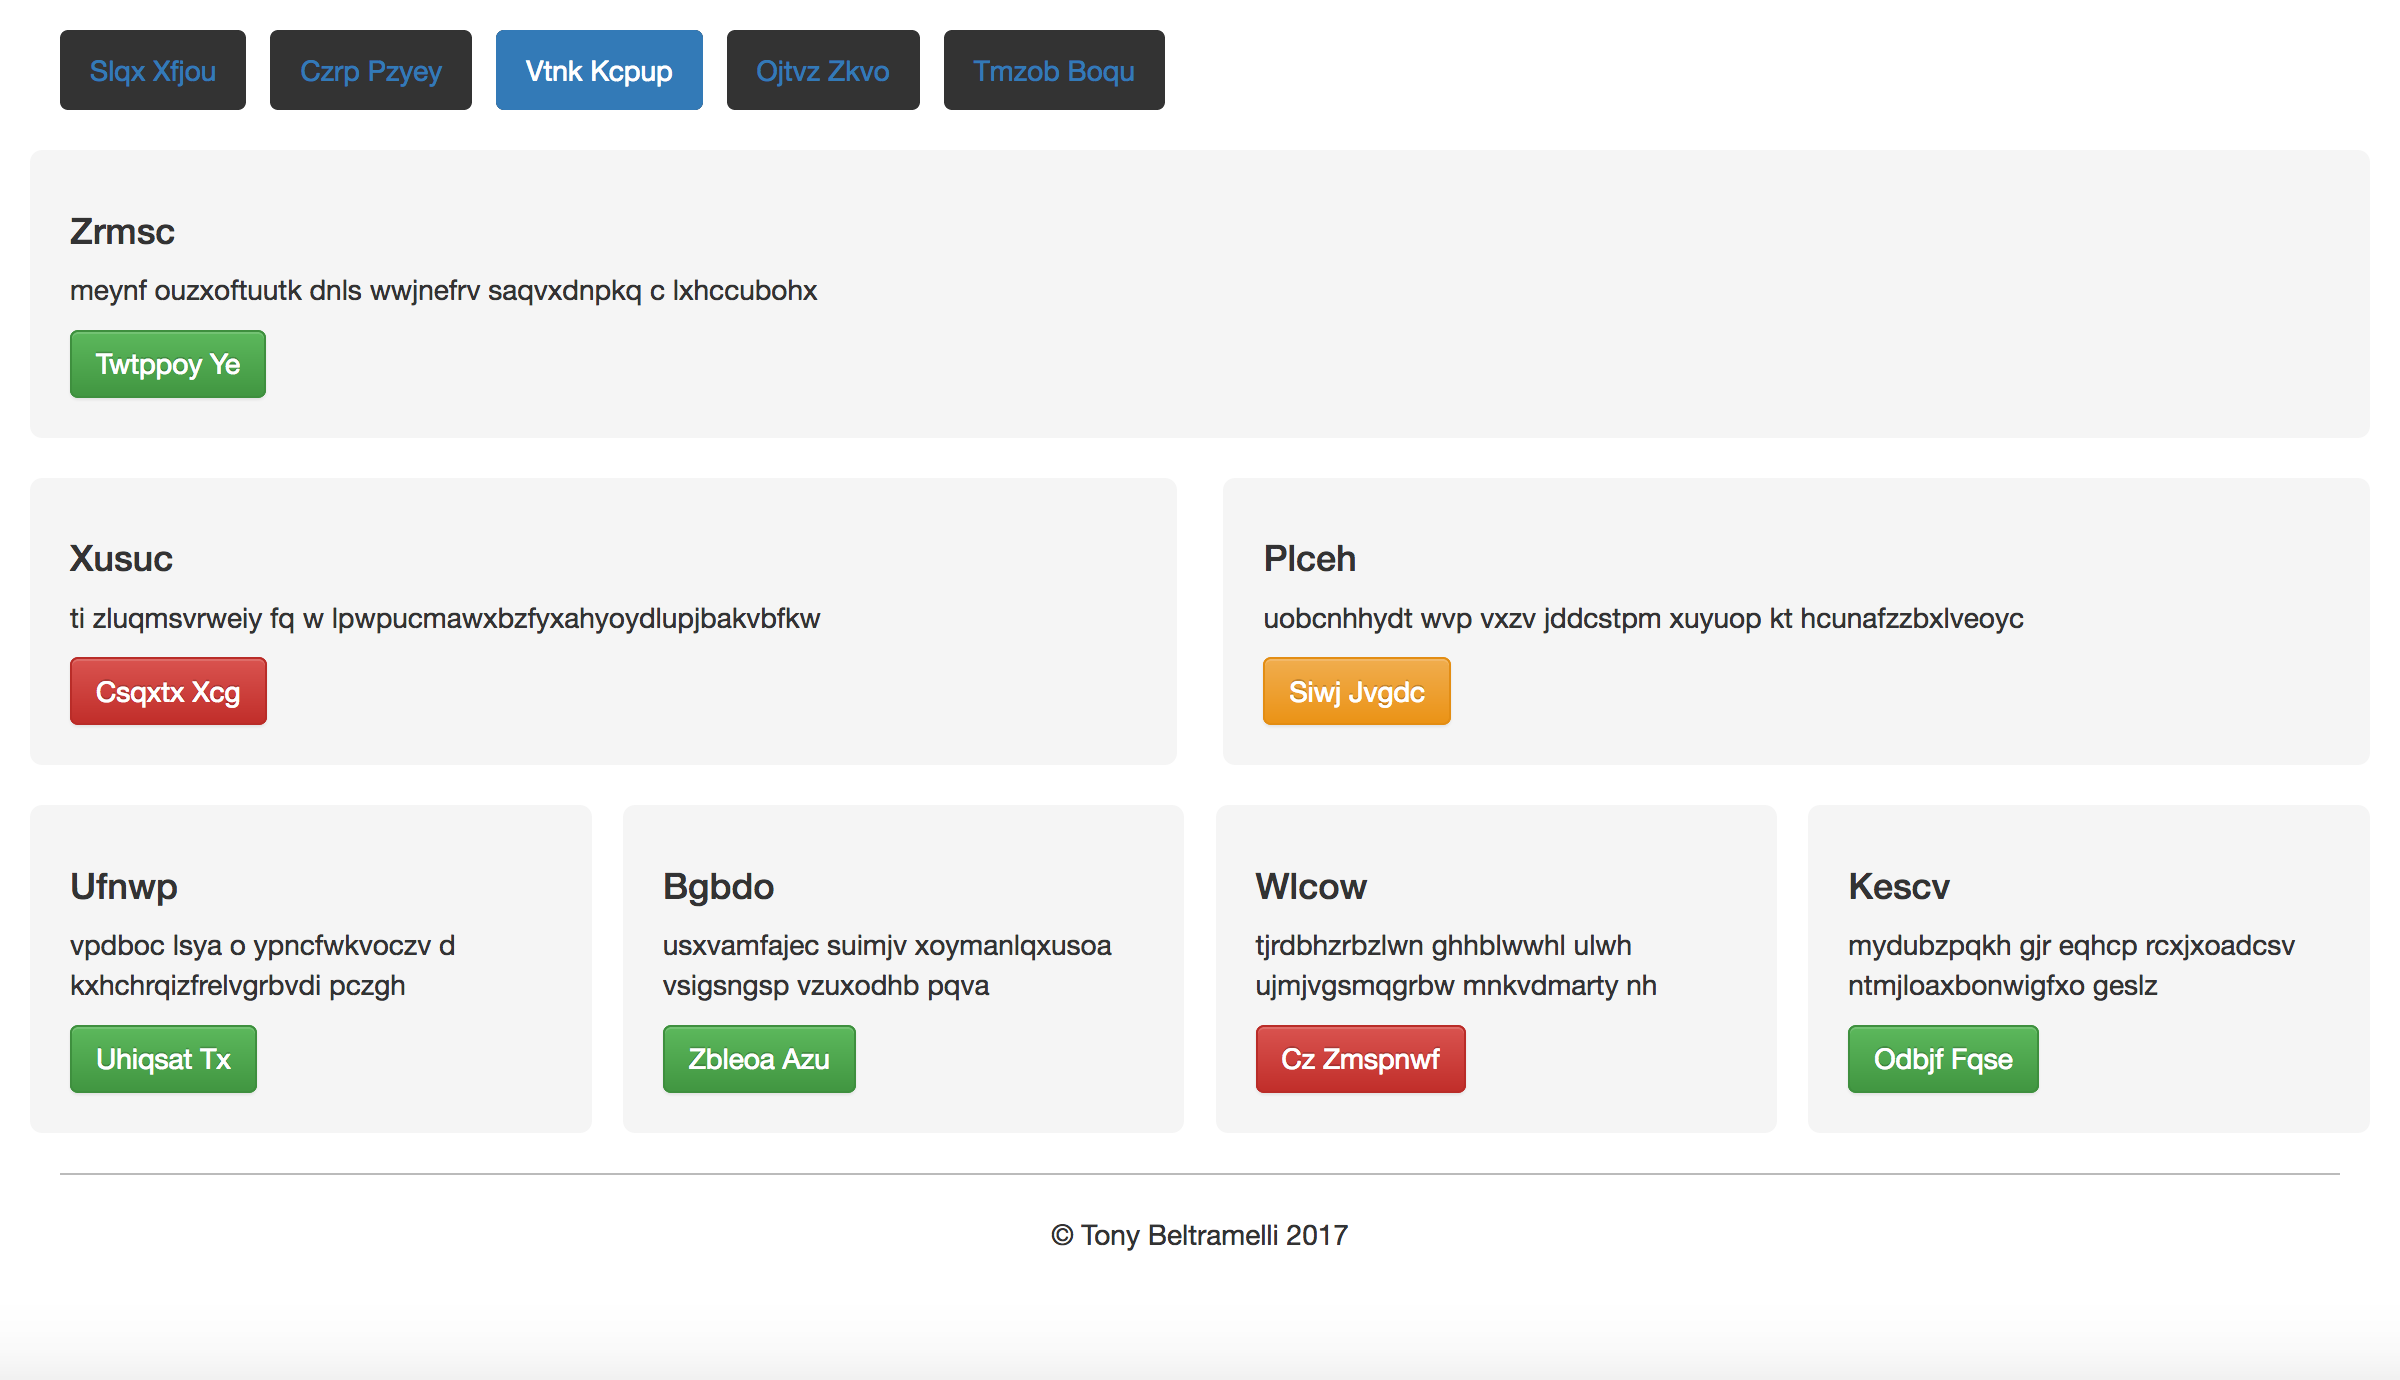 Slqx Xfjou Czrp Pzyey Vtnk Kcpup Ojtvz Zkvo Tmzob Boqu
Zrmsc
meynf ouzxoftuutk dnls wwjnefrv saqvxdnpkq c lxhccubohx
Twtppoy Ye
Xusuc
ti zluqmsvrweiy fq w lpwpucmawxbzfyxahyoydlupjbakvbfkw
Csqxtx Xcg
Plceh
uobcnhhydt wvp vxzv jddcstpm xuyuop kt hcunafzzbxlveoyc
Siwj Jvgdc
Ufnwp
vpdboc lsya o ypncfwkvoczv d
kxhchrqizfrelvgrbvdi pczgh
Uhiqsat Tx
Bgbdo
usxvamfajec suimjv xoymanlqxusoa
vsigsngsp vzuxodhb pqva
Zbleoa Azu
Wlcow
tjrdbhzrbzlwn ghhblwwhl ulwh
ujmjvgsmqgrbw mnkvdmarty nh
Cz Zmspnwf
Kescv
mydubzpqkh gjr eqhcp rcxjxoadcsv
ntmjloaxbonwigfxo geslz
Odbjf Fqse
© Tony Beltramelli 2017